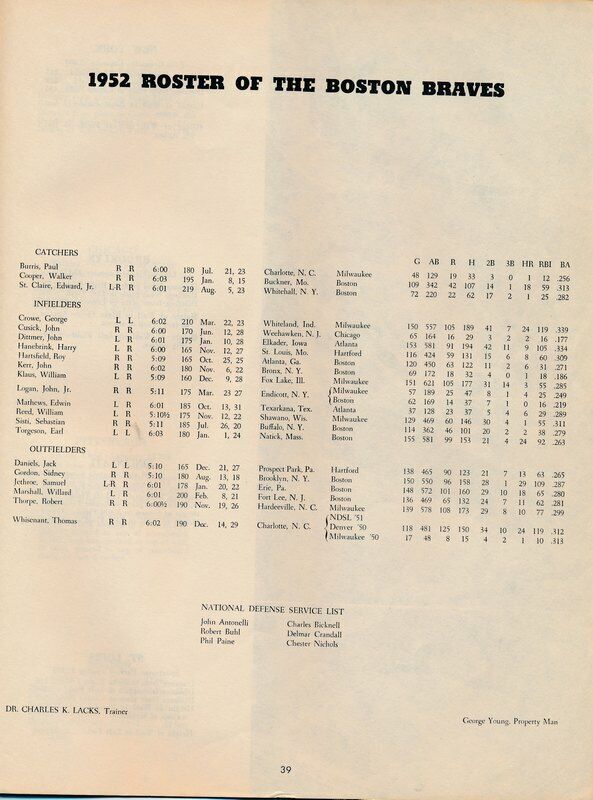 1952 ROSTER OF THE BOSTON BRAVES
G AB R H 2B 3B HR RBI BA
CATCHERS
Burris, Paul R R 6:00 180 Jul. 21, 23 Charlotte, N. C. Milwaukee 48 129 19 33 3 0 1 12 .256
Cooper, Walker R R 6:03 195 Jan. 8, 15 Buckner, Mo. Boston 109 342 42 107 14 1 18 59 .313
St. Claire, Edward, Jr. L-R R 6:01 219 Aug. 5, 23 Whitehall, N. Y. Boston 72 220 22 62 17 2 1 25 .282
INFIELDERS
Crowe, George L L 6:02 210 Mar. 22, 23 Whiteland, Ind. Milwaukee 150 557 105 189 41 7 24 119 .339
Cusick, John R R 6:00 170 Jun. 12, 28 Weehawken, N. J. Chicago 65 164 16 29 3 2 2 16 .177
Dittmer, John L R 6:01 175 Jan. 10, 28 Elkader, Iowa Atlanta 153 581 91 194 42 11 9 105 .334
Hanebrink, Harry L R 6:00 165 Nov. 12, 27 St. Louis, Mo. Hartford 116 424 59 131 15 6 8 60 .309
Hartsfield, Roy R R 5:09 165 Oct. 25, 25 Atlanta, Ga. Boston 120 450 63 122 11 2 6 31 .271
Kerr, John R R 6:02 180 Nov. 6, 22 Bronx, N. Y. Boston 69 172 18 32 4 0 1 18 .186
Klaus, William L R 5:09 160 Dec. 9, 28 Fox Lake, Ill. Milwaukee 151 621 105 177 31 14 3 55 .285
Logan, John, Jr. R R 5:11 175 Mar. 23, 27 Endicott, N. Y. Milwaukee 57 189 25 47 8 1 4 25 .249
Boston 62 169 14 37 7 1 0 16 .219
Mathews, Edwin L R 6:01 185 Oct. 13, 31 Texarkana, Tex. Atlanta 37 128 23 37 5 4 6 29 .289
Reed, William L R 5:10½ 175 Nov. 12, 22 Shawano, Wis. Milwaukee 129 469 60 146 30 4 1 55 .311
Sisti, Sebastian R R 5:11 185 Jul. 26, 20 Buffalo, N. Y. Boston 114 362 46 101 20 2 2 38 .279
Torgeson, Earl L L 6:03 180 Jan. 1, 24 Natick, Mass. Boston 155 581 99 153 21 4 24 92 .263
OUTFIELDERS
Daniels, Jack L L 5:10 165 Dec. 21, 27 Prospect Park, Pa. Hartford 138 465 90 123 21 7 13 63 .265
Gordon, Sidney R R 5:10 180 Aug. 13, 18 Brooklyn, N. Y. Boston 150 550 96 158 28 1 29 109 .287
Jethroe, Samuel L-R R 6:01 178 Jan. 20, 22 Erie, Pa. Boston 148 572 101 160 29 10 18 65 .280
Marshall, Willard L R 6:01 200 Feb. 8, 21 Fort Lee, N. J. Boston 136 469 65 132 24 7 11 62 .281
Thorpe, Robert R R 6:00½ 190 Nov. 19, 26 Hardeeville, N. C. Milwaukee 139 578 108 173 29 8 10 77 .299
NDSL '51
Whisenant, Thomas R R 6:02 190 Dec. 14, 29 Charlotte, N. C. Denver '50 118 481 125 150 34 10 24 119 .312
Milwaukee '50 17 48 8 15 4 2 1 10 .313
NATIONAL DEFENSE SERVICE LIST
John Antonelli Charles Bicknell
Robert Buhl Delmar Crandall
Phil Paine Chester Nichols
DR. CHARLES K. LACKS, Trainer
George Young, Property Man
39